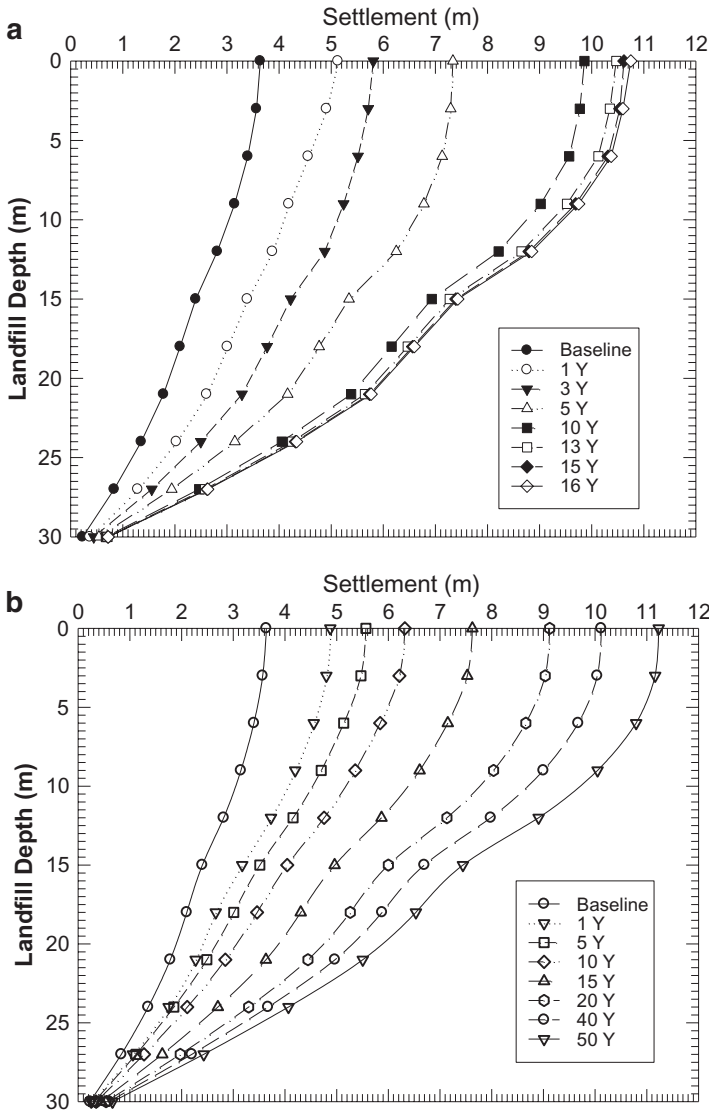 a
Settlement (m)
0 1 2 3 4 5 6 7 8 9 10 11 12
Landfill Depth (m)
0
5
10
15
20
25
30
Baseline
1 Y
3 Y
5 Y
10 Y
13 Y
15 Y
16 Y
b
Settlement (m)
0 1 2 3 4 5 6 7 8 9 10 11 12
Landfill Depth (m)
0
5
10
15
20
25
30
Baseline
1 Y
5 Y
10 Y
15 Y
20 Y
40 Y
50 Y